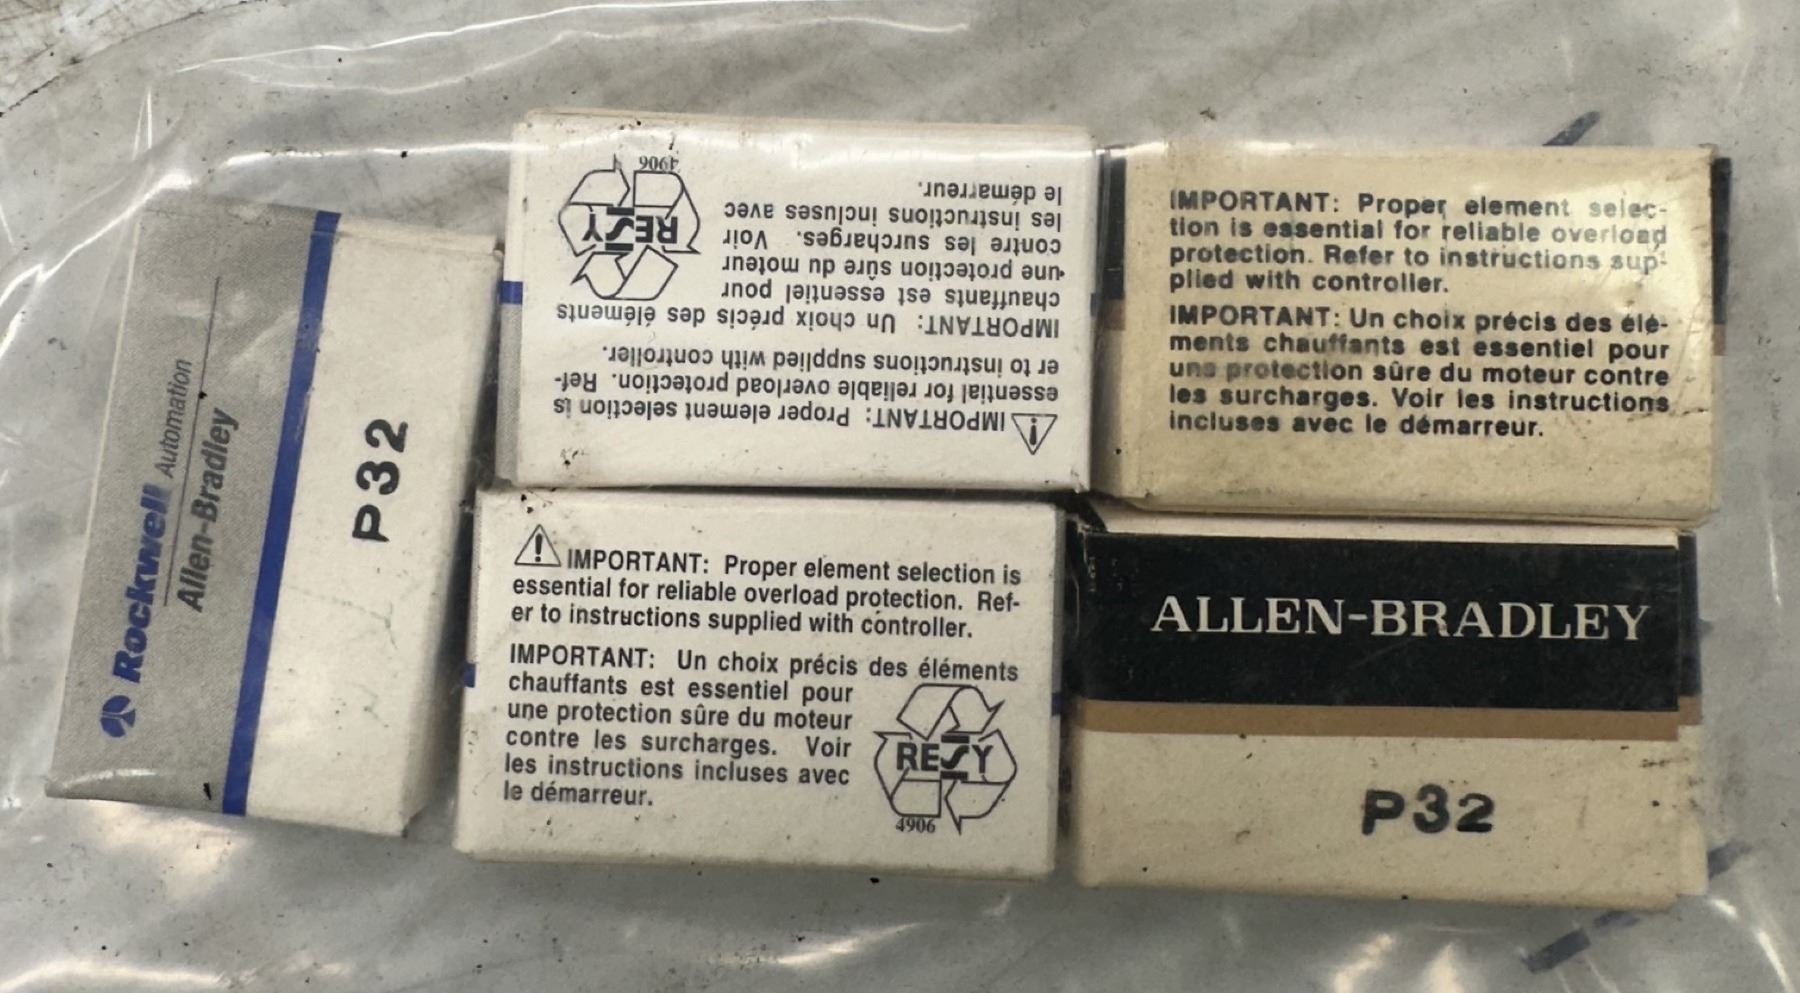 Rockwell Automation
Allen-Bradley
P32
IMPORTANT: Proper element selection is
essential for reliable overload protection. Ref-
er to instructions supplied with controller.
IMPORTANT: Un choix précis des éléments
chauffants est essentiel pour
une protection sûre du moteur
contre les surcharges. Voir
les instructions incluses avec
le démarreur.
RESY
4906
IMPORTANT: Proper element selec-
tion is essential for reliable overload
protection. Refer to instructions sup-
plied with controller.
IMPORTANT: Un choix précis des élé-
ments chauffants est essentiel pour
une protection sûre du moteur contre
les surcharges. Voir les instructions
incluses avec le démarreur.
IMPORTANT: Proper element selection is
essential for reliable overload protection. Ref-
er to instructions supplied with controller.
IMPORTANT: Un choix précis des éléments
chauffants est essentiel pour
une protection sûre du moteur
contre les surcharges. Voir
les instructions incluses avec
le démarreur.
RESY
4906
ALLEN-BRADLEY
P32